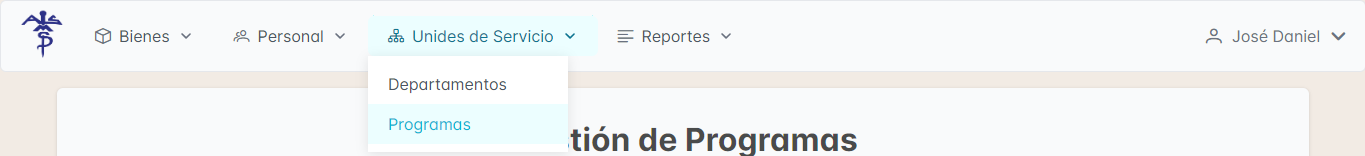 Bienes
Personal
Unides de Servicio
Reportes
José Daniel
Departamentos
Programas
stión de Programas